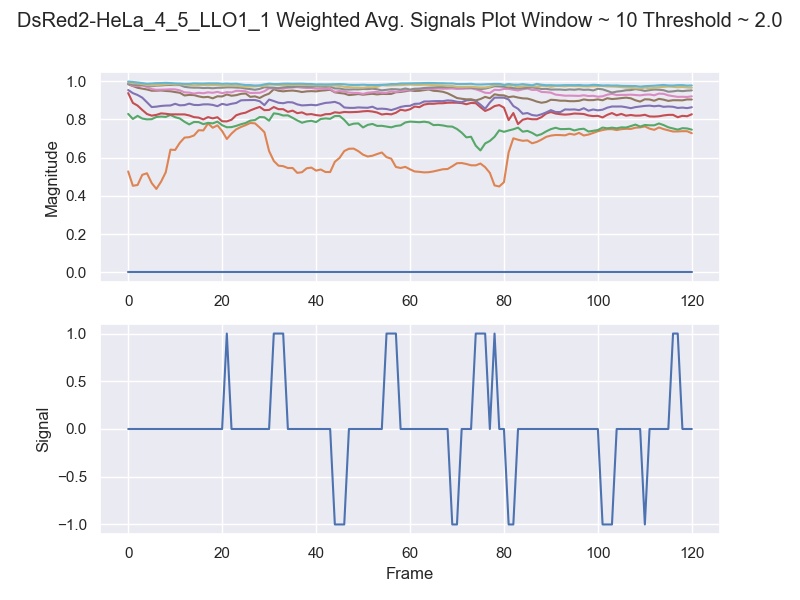 DsRed2-HeLa_4_5_LLO1_1 Weighted Avg. Signals Plot Window ~ 10 Threshold ~ 2.0
1.0
0.8
0.6
0.4
0.2
0.0
Magnitude
0 20 40 60 80 100 120
1.0
0.5
0.0
−0.5
−1.0
Signal
0 20 40 60 80 100 120
Frame